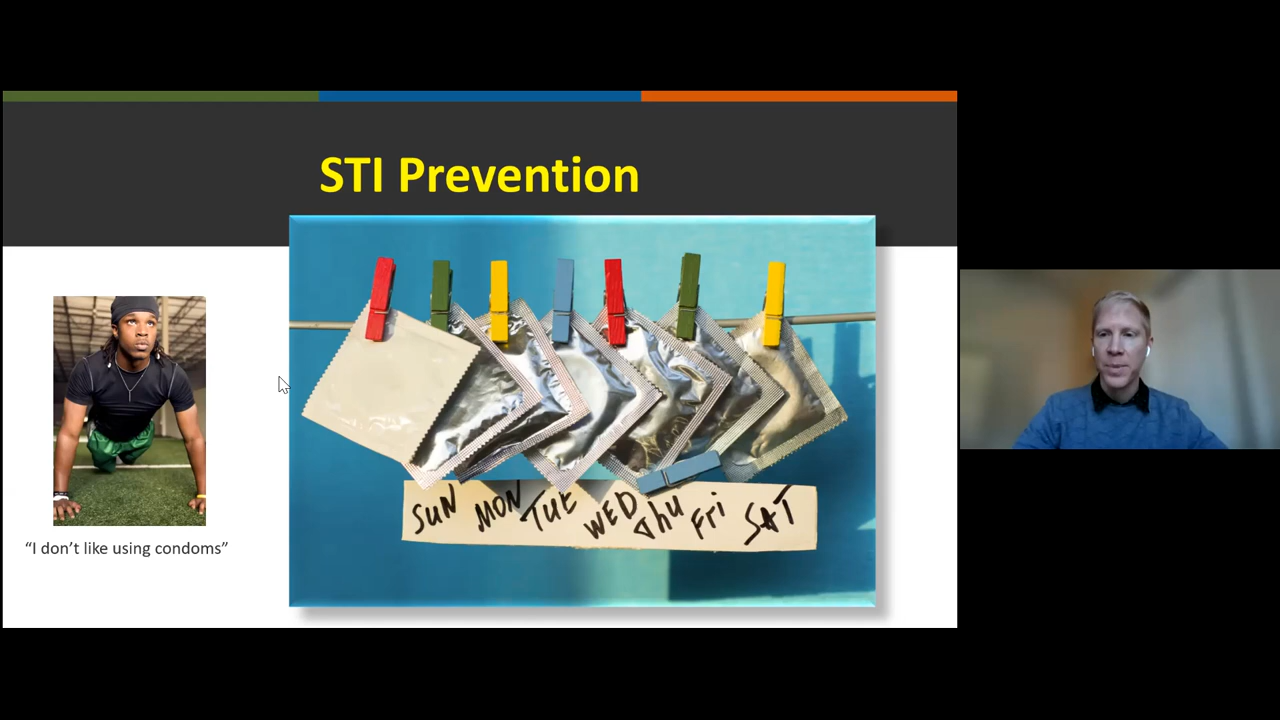 STI Prevention
SUN MON TUE WED Thu Fri SAT
“I don’t like using condoms”